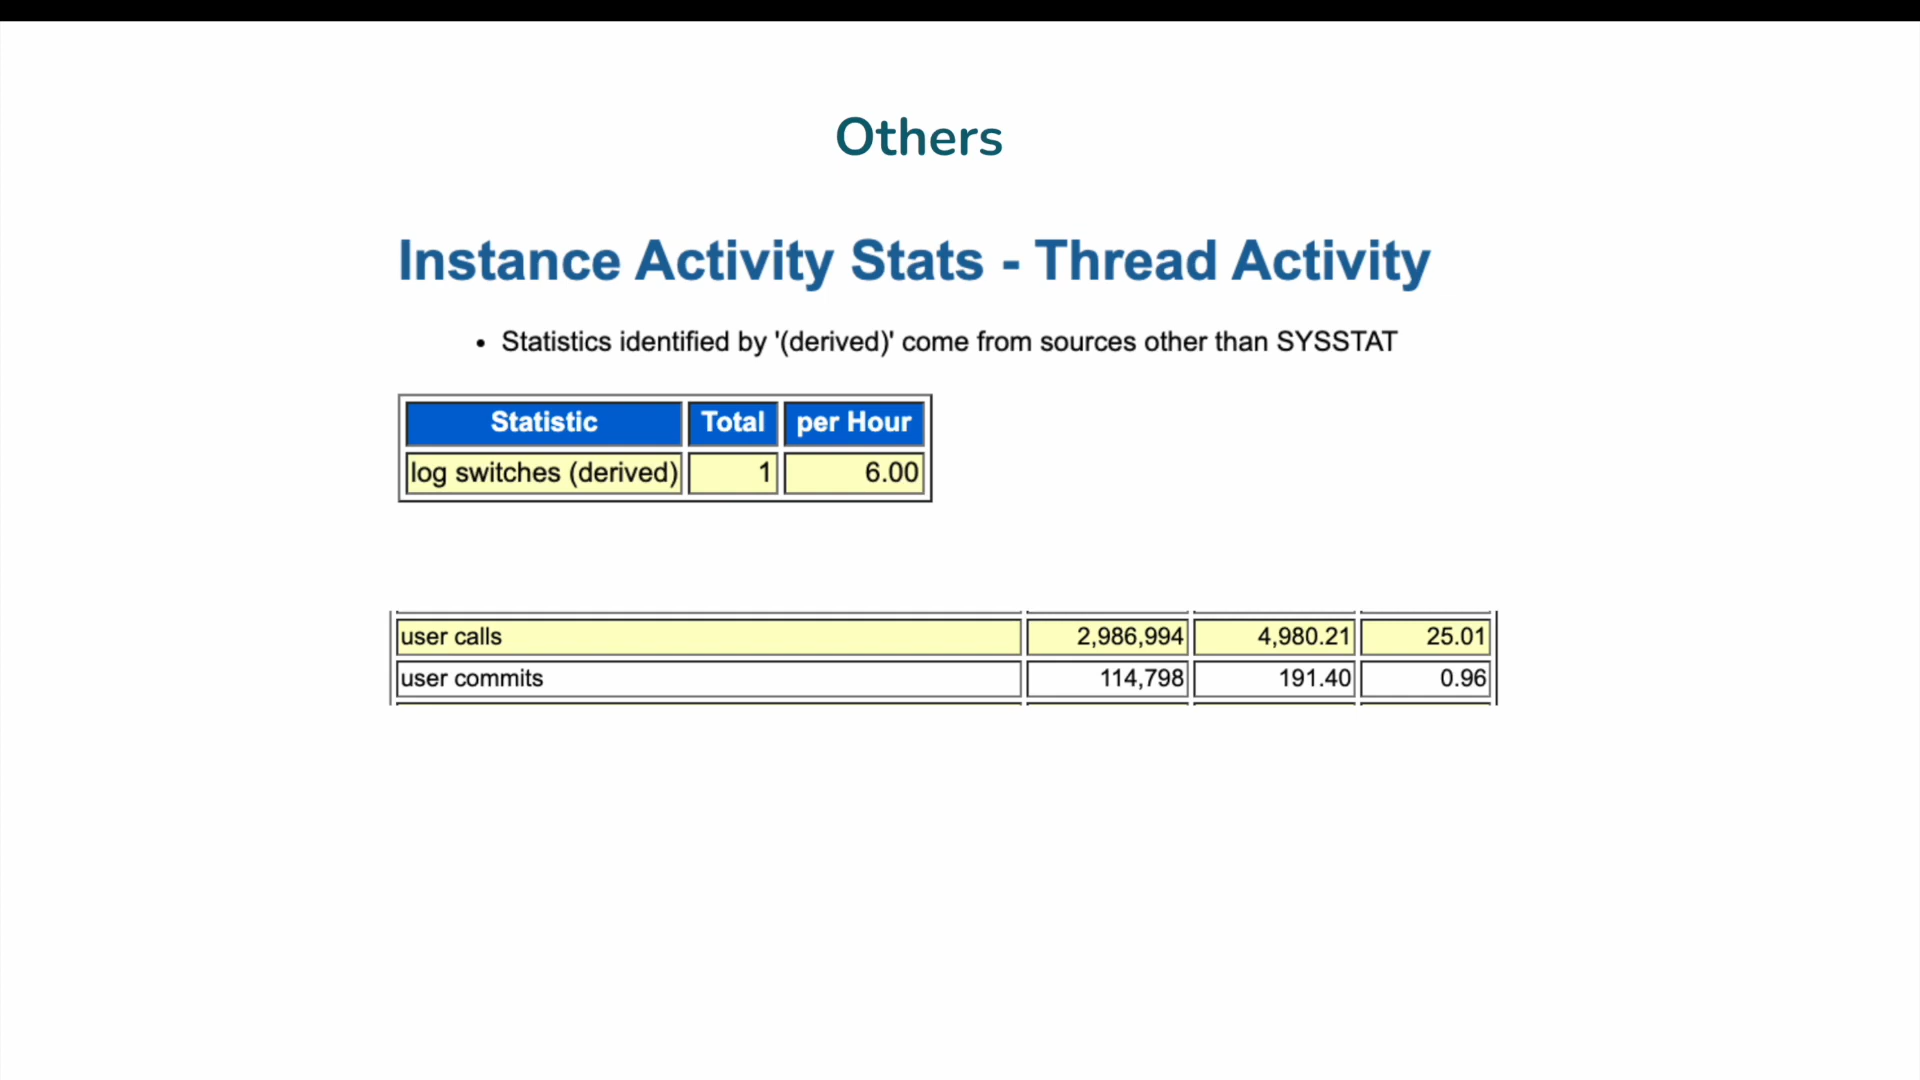 Others
Instance Activity Stats - Thread Activity
• Statistics identified by '(derived)' come from sources other than SYSSTAT
Statistic Total per Hour
log switches (derived) 1 6.00
user calls 2,986,994 4,980.21 25.01
user commits 114,798 191.40 0.96